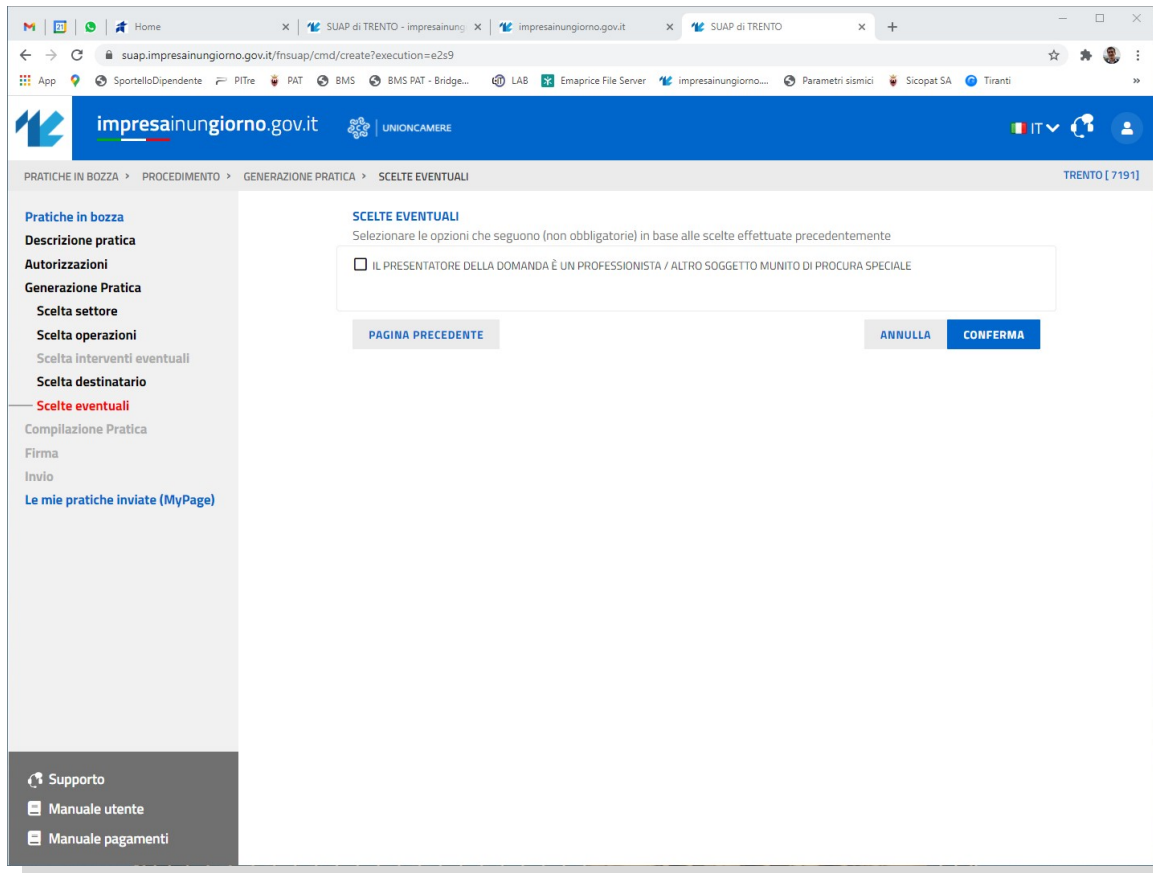 21
Home
SUAP di TRENTO - impresainung
impresainungiorno.gov.it
SUAP di TRENTO
suap.impresainungiorno.gov.it/fnsuap/cmd/create?execution=e2s9
App SportelloDipendente PITre PAT BMS BMS PAT - Bridge... LAB Emaprice File Server impresainungiorno.... Parametri sismici Sicopat SA Tiranti »
impresainungiorno.gov.it UNIONCAMERE IT
PRATICHE IN BOZZA > PROCEDIMENTO > GENERAZIONE PRATICA > SCELTE EVENTUALI TRENTO [ 7191]
Pratiche in bozza
Descrizione pratica
Autorizzazioni
Generazione Pratica
Scelta settore
Scelta operazioni
Scelta interventi eventuali
Scelta destinatario
Scelte eventuali
Compilazione Pratica
Firma
Invio
Le mie pratiche inviate (MyPage)
SCELTE EVENTUALI
Selezionare le opzioni che seguono (non obbligatorie) in base alle scelte effettuate precedentemente
IL PRESENTATORE DELLA DOMANDA È UN PROFESSIONISTA / ALTRO SOGGETTO MUNITO DI PROCURA SPECIALE
PAGINA PRECEDENTE ANNULLA CONFERMA
Supporto
Manuale utente
Manuale pagamenti